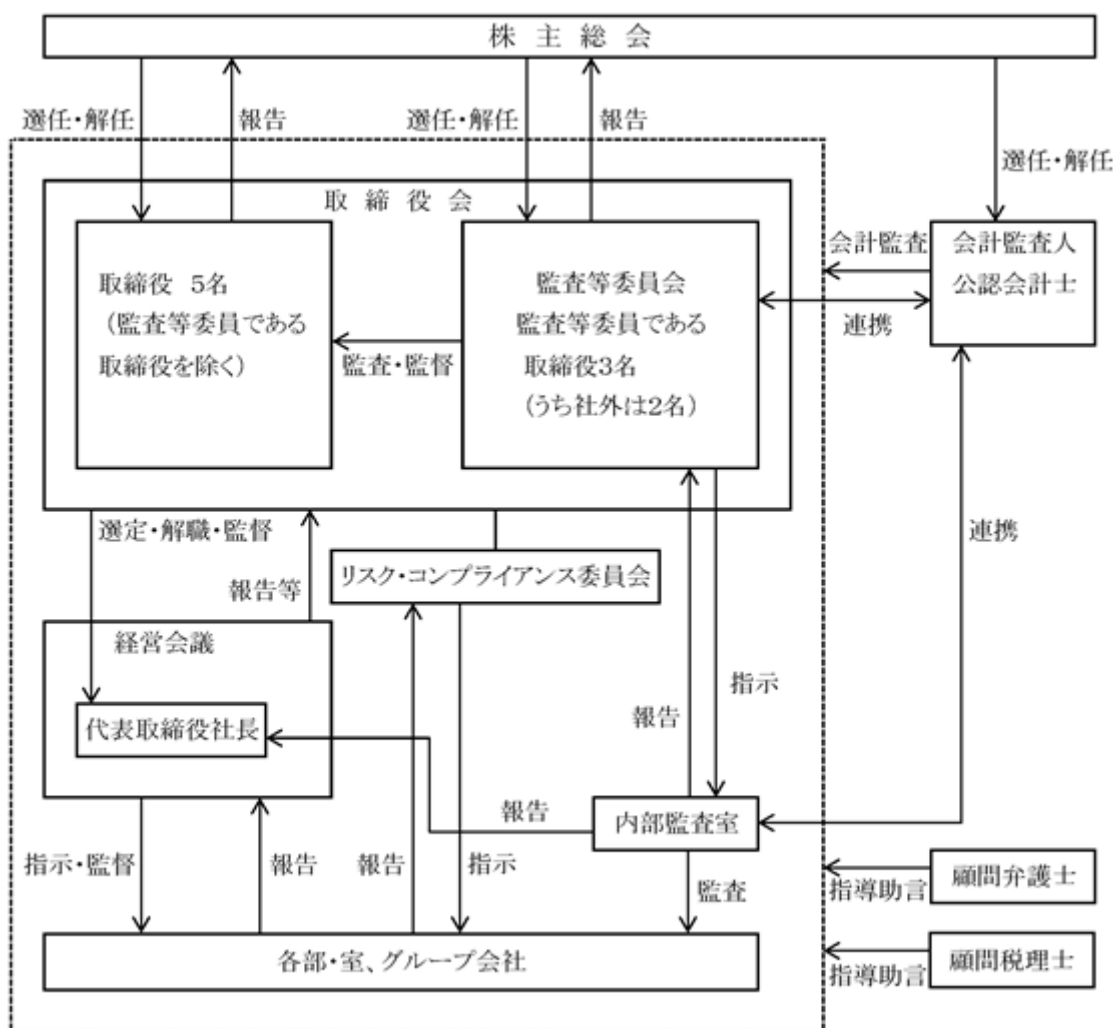 株主総会
選任・解任
報告
選任・解任
報告
選任・解任
取締役会
取締役 5名
（監査等委員である
取締役を除く）
監査・監督
監査等委員会
監査等委員である
取締役3名
（うち社外は2名）
会計監査
連携
会計監査人
公認会計士
選定・解職・監督
報告等
リスク・コンプライアンス委員会
連携
経営会議
代表取締役社長
報告
指示
報告
内部監査室
指示・監督
報告
報告
指示
監査
指導助言
顧問弁護士
各部・室、グループ会社
指導助言
顧問税理士